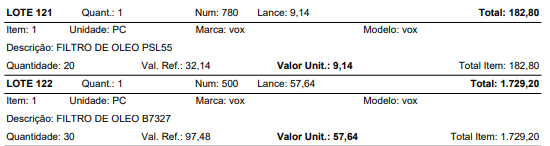 LOTE 121 Quant.: 1 Num: 780 Lance: 9,14 Total: 182,80
Item: 1 Unidade: PC Marca: vox Modelo: vox
Descrição: FILTRO DE OLEO PSL55
Quantidade: 20 Val. Ref.: 32,14 Valor Unit.: 9,14 Total Item: 182,80
LOTE 122 Quant.: 1 Num: 500 Lance: 57,64 Total: 1.729,20
Item: 1 Unidade: PC Marca: vox Modelo: vox
Descrição: FILTRO DE OLEO B7327
Quantidade: 30 Val. Ref.: 97,48 Valor Unit.: 57,64 Total Item: 1.729,20